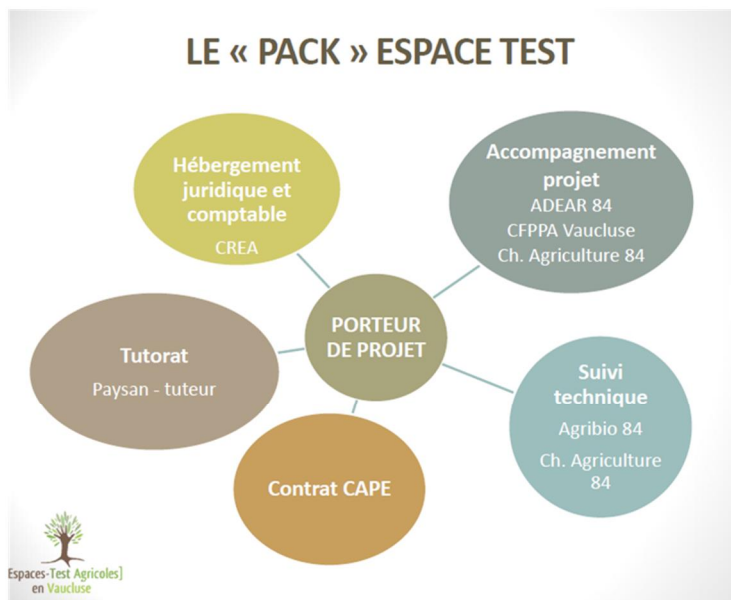 LE « PACK » ESPACE TEST
Hébergement
juridique et
comptable
CREA
Accompagnement
projet
ADEAR 84
CFPPA Vaucluse
Ch. Agriculture 84
PORTEUR
DE PROJET
Tutorat
Paysan - tuteur
Suivi
technique
Agribio 84
Ch. Agriculture
84
Contrat CAPE
Espaces-Test Agricoles]
en Vaucluse